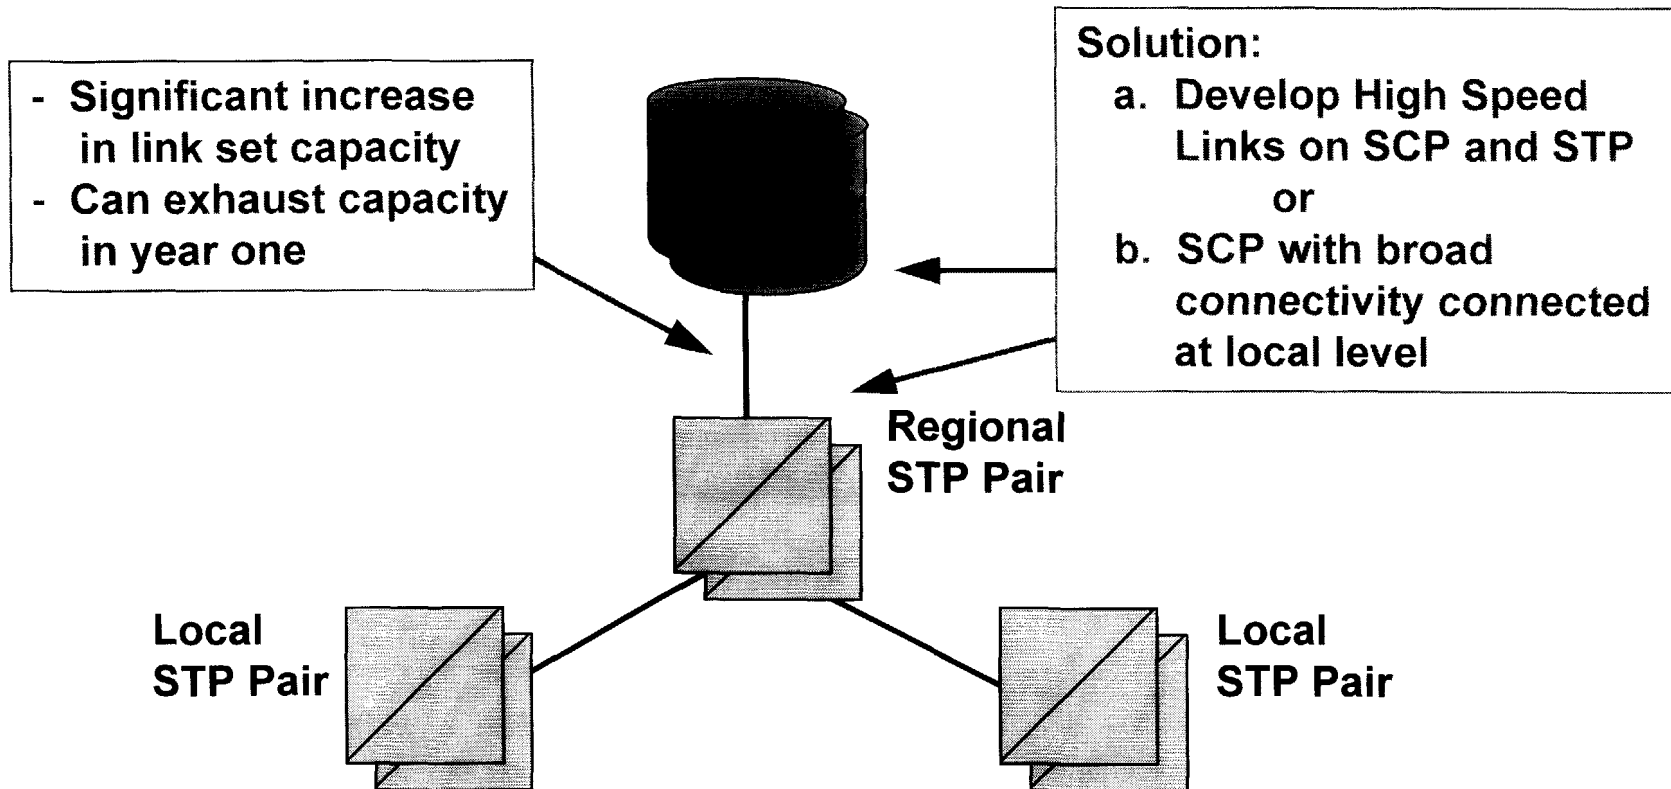 - Significant increase
in link set capacity
- Can exhaust capacity
in year one
Solution:
a. Develop High Speed
Links on SCP and STP
or
b. SCP with broad
connectivity connected
at local level
Regional
STP Pair
Local
STP Pair
Local
STP Pair